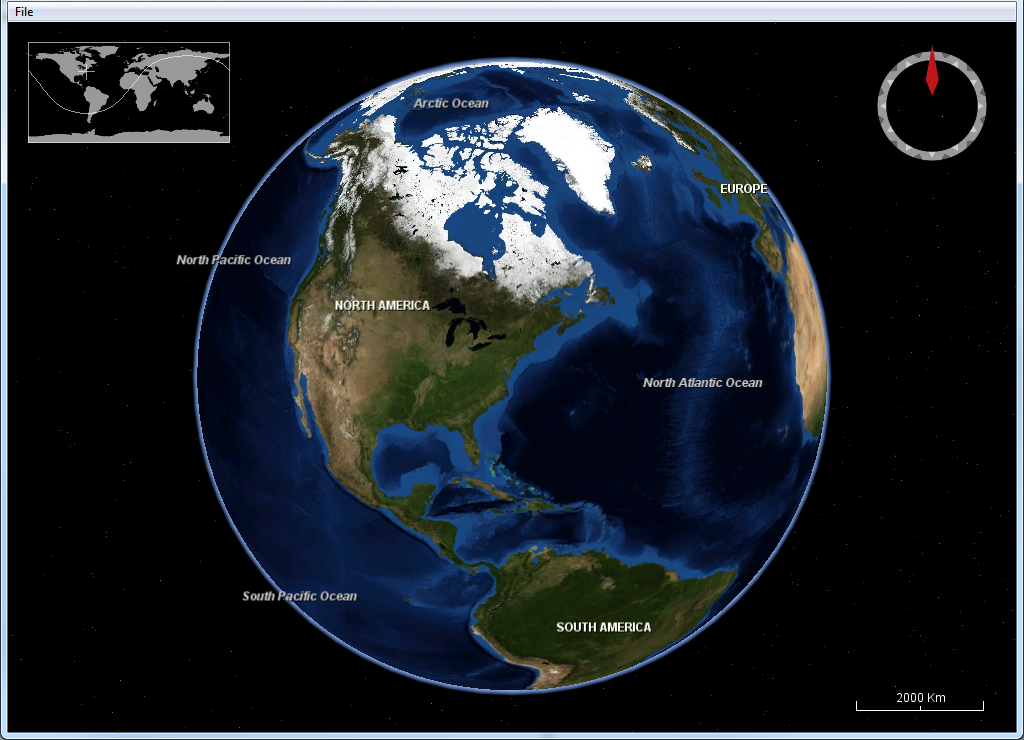 File
Arctic Ocean
EUROPE
North Pacific Ocean
NORTH AMERICA
North Atlantic Ocean
South Pacific Ocean
SOUTH AMERICA
2000 Km